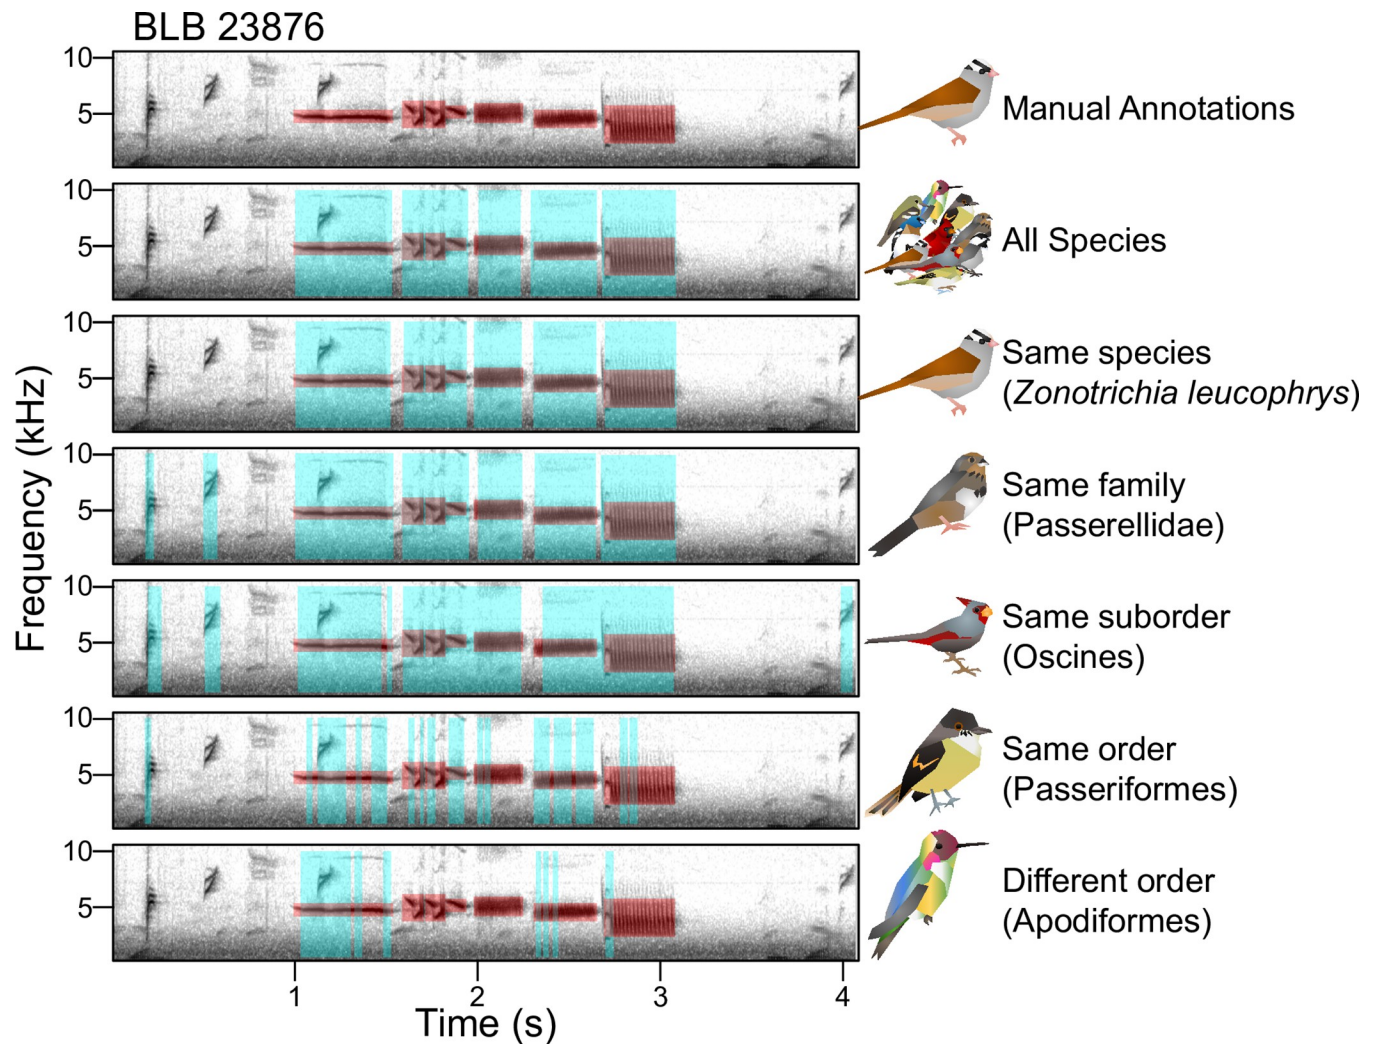 BLB 23876
10
5
Manual Annotations
10
5
All Species
10
5
Same species
(Zonotrichia leucophrys)
10
5
Same family
(Passerellidae)
10
5
Same suborder
(Oscines)
10
5
Same order
(Passeriformes)
10
5
Different order
(Apodiformes)
Frequency (kHz)
1 2 3 4
Time (s)